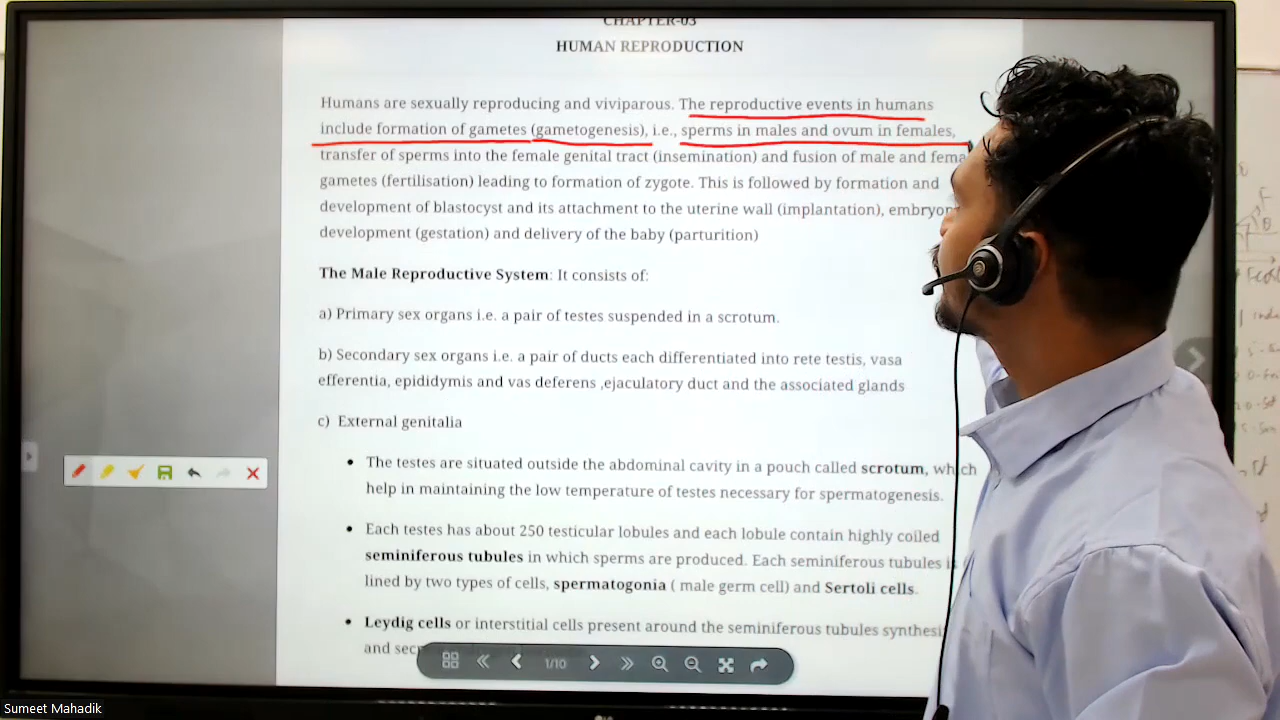 CHAPTER-03
HUMAN REPRODUCTION
Humans are sexually reproducing and viviparous. The reproductive events in humans
include formation of gametes (gametogenesis), i.e., sperms in males and ovum in females,
transfer of sperms into the female genital tract (insemination) and fusion of male and
gametes (fertilisation) leading to formation of zygote. This is followed by formation and
development of blastocyst and its attachment to the uterine wall (implantation),
development (gestation) and delivery of the baby (parturition)
The Male Reproductive System: It consists of:
a) Primary sex organs i.e. a pair of testes suspended in a scrotum.
b) Secondary sex organs i.e. a pair of ducts each differentiated into rete testis, vasa
efferentia, epididymis and vas deferens ,ejaculatory duct and the associated glands
c) External genitalia
• The testes are situated outside the abdominal cavity in a pouch called scrotum, which
help in maintaining the low temperature of testes necessary for spermatogenesis.
• Each testes has about 250 testicular lobules and each lobule contain highly coiled
seminiferous tubules in which sperms are produced. Each seminiferous tubules is
lined by two types of cells, spermatogonia ( male germ cell) and Sertoli cells.
• Leydig cells or interstitial cells present around the seminiferous tubules
and
1/10
Sumeet Mahadik